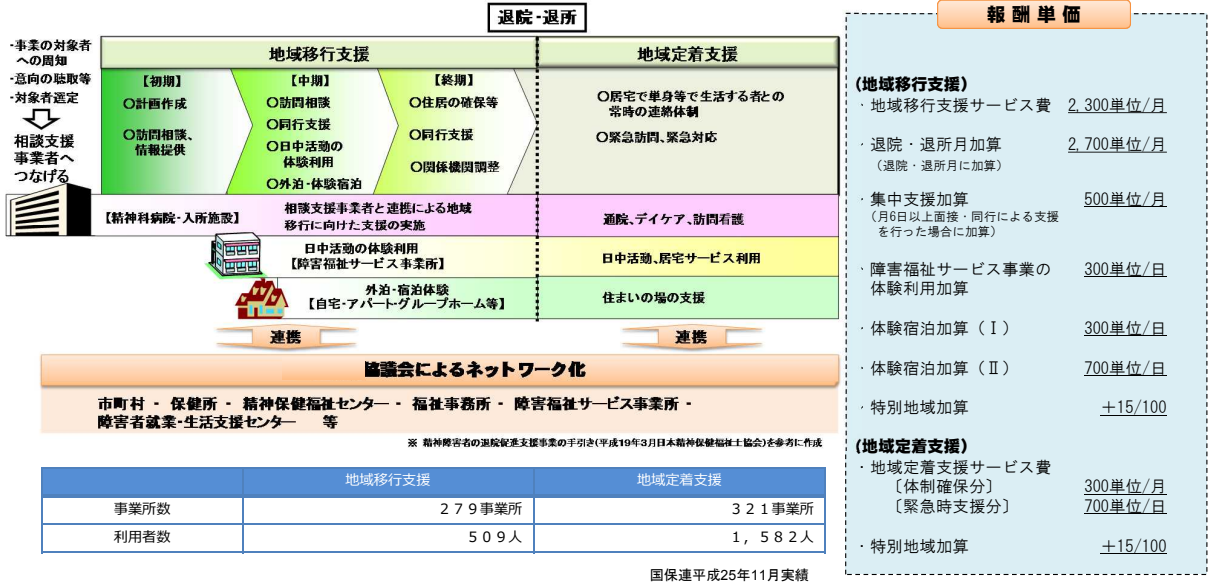 退院・退所
・事業の対象者
への周知
・意向の聴取等
・対象者選定
相談支援
事業者へ
つなげる
地域移行支援
地域定着支援
【初期】
〇計画作成
〇訪問相談、
情報提供
【中期】
〇訪問相談
〇同行支援
〇日中活動の
体験利用
〇外泊・体験宿泊
【終期】
〇住居の確保等
〇同行支援
〇関係機関調整
〇居宅で単身等で生活する者との
常時の連絡体制
〇緊急訪問、緊急対応
【精神科病院・入所施設】
相談支援事業者と連携による地域
移行に向けた支援の実施
通院、デイケア、訪問看護
日中活動の体験利用
【障害福祉サービス事業所】
日中活動、居宅サービス利用
外泊・宿泊体験
【自宅・アパート・グループホーム等】
住まいの場の支援
連携
連携
協議会によるネットワーク化
市町村 ・ 保健所 ・ 精神保健福祉センター ・ 福祉事務所 ・ 障害福祉サービス事業所 ・
障害者就業・生活支援センター 等
※ 精神障害者の退院促進支援事業の手引き(平成19年3月日本精神保健福祉士協会)を参考に作成
地域移行支援 地域定着支援
事業所数 279事業所 321事業所
利用者数 509人 1,582人
国保連平成25年11月実績
報酬単価
(地域移行支援)
・地域移行支援サービス費 2,300単位/月
・退院・退所月加算 2,700単位/月
(退院・退所月に加算)
・集中支援加算 500単位/月
(月6日以上面接・同行による支援
を行った場合に加算)
・障害福祉サービス事業の 300単位/日
体験利用加算
・体験宿泊加算(Ⅰ) 300単位/日
・体験宿泊加算(Ⅱ) 700単位/日
・特別地域加算 +15/100
(地域定着支援)
・地域定着支援サービス費
〔体制確保分〕 300単位/月
〔緊急時支援分〕 700単位/日
・特別地域加算 +15/100